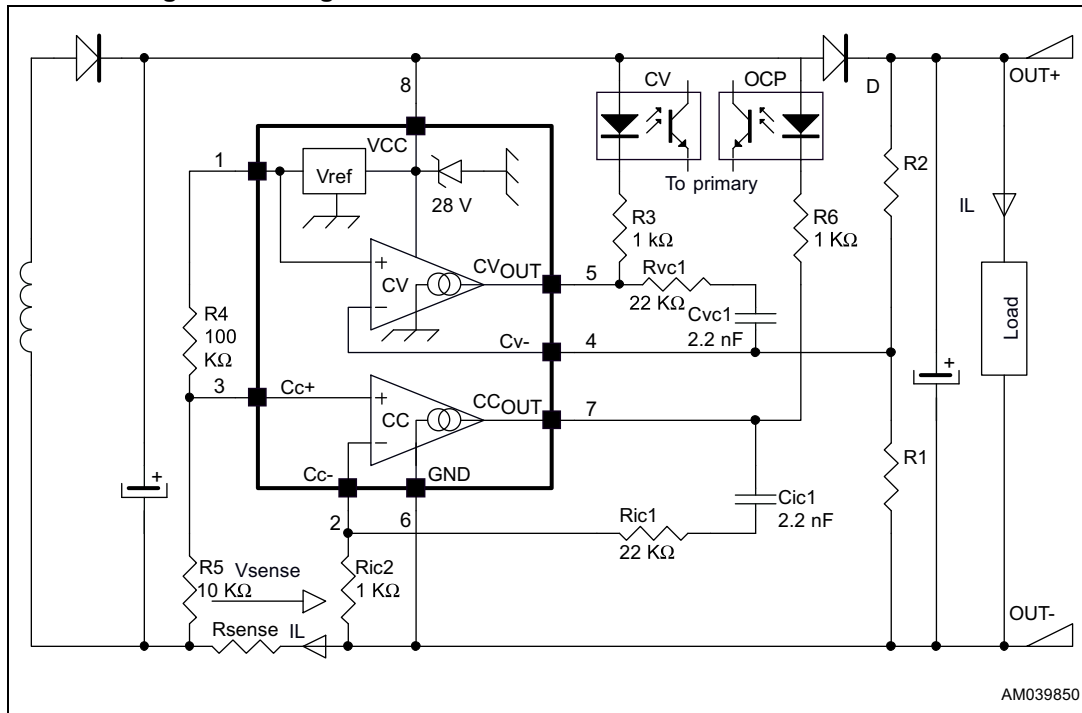 8
D
CV
OCP
OUT+
VCC
1
Vref
28 V
To primary
R2
IL
R3
1 kΩ
R6
1 KΩ
+
CV
−
CVOUT
5
Rvc1
22 KΩ
Cvc1
2.2 nF
R4
100
KΩ
Cv-
4
Load
3
Cc+
+
CC
−
CCOUT
7
+
R1
Cc-
GND
+
2
6
Cic1
2.2 nF
Ric1
22 KΩ
R5
10 KΩ
Vsense
Ric2
1 KΩ
Rsense
IL
OUT-
AM039850